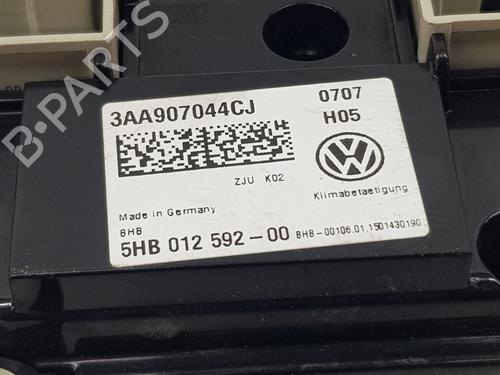 B-PARTS
3AA907044CJ
0707
H05
ZJU K02
Klimabetaetigung
Made in Germany
BHB
5HB 012 592-00
BHB-00106.01.1501430190